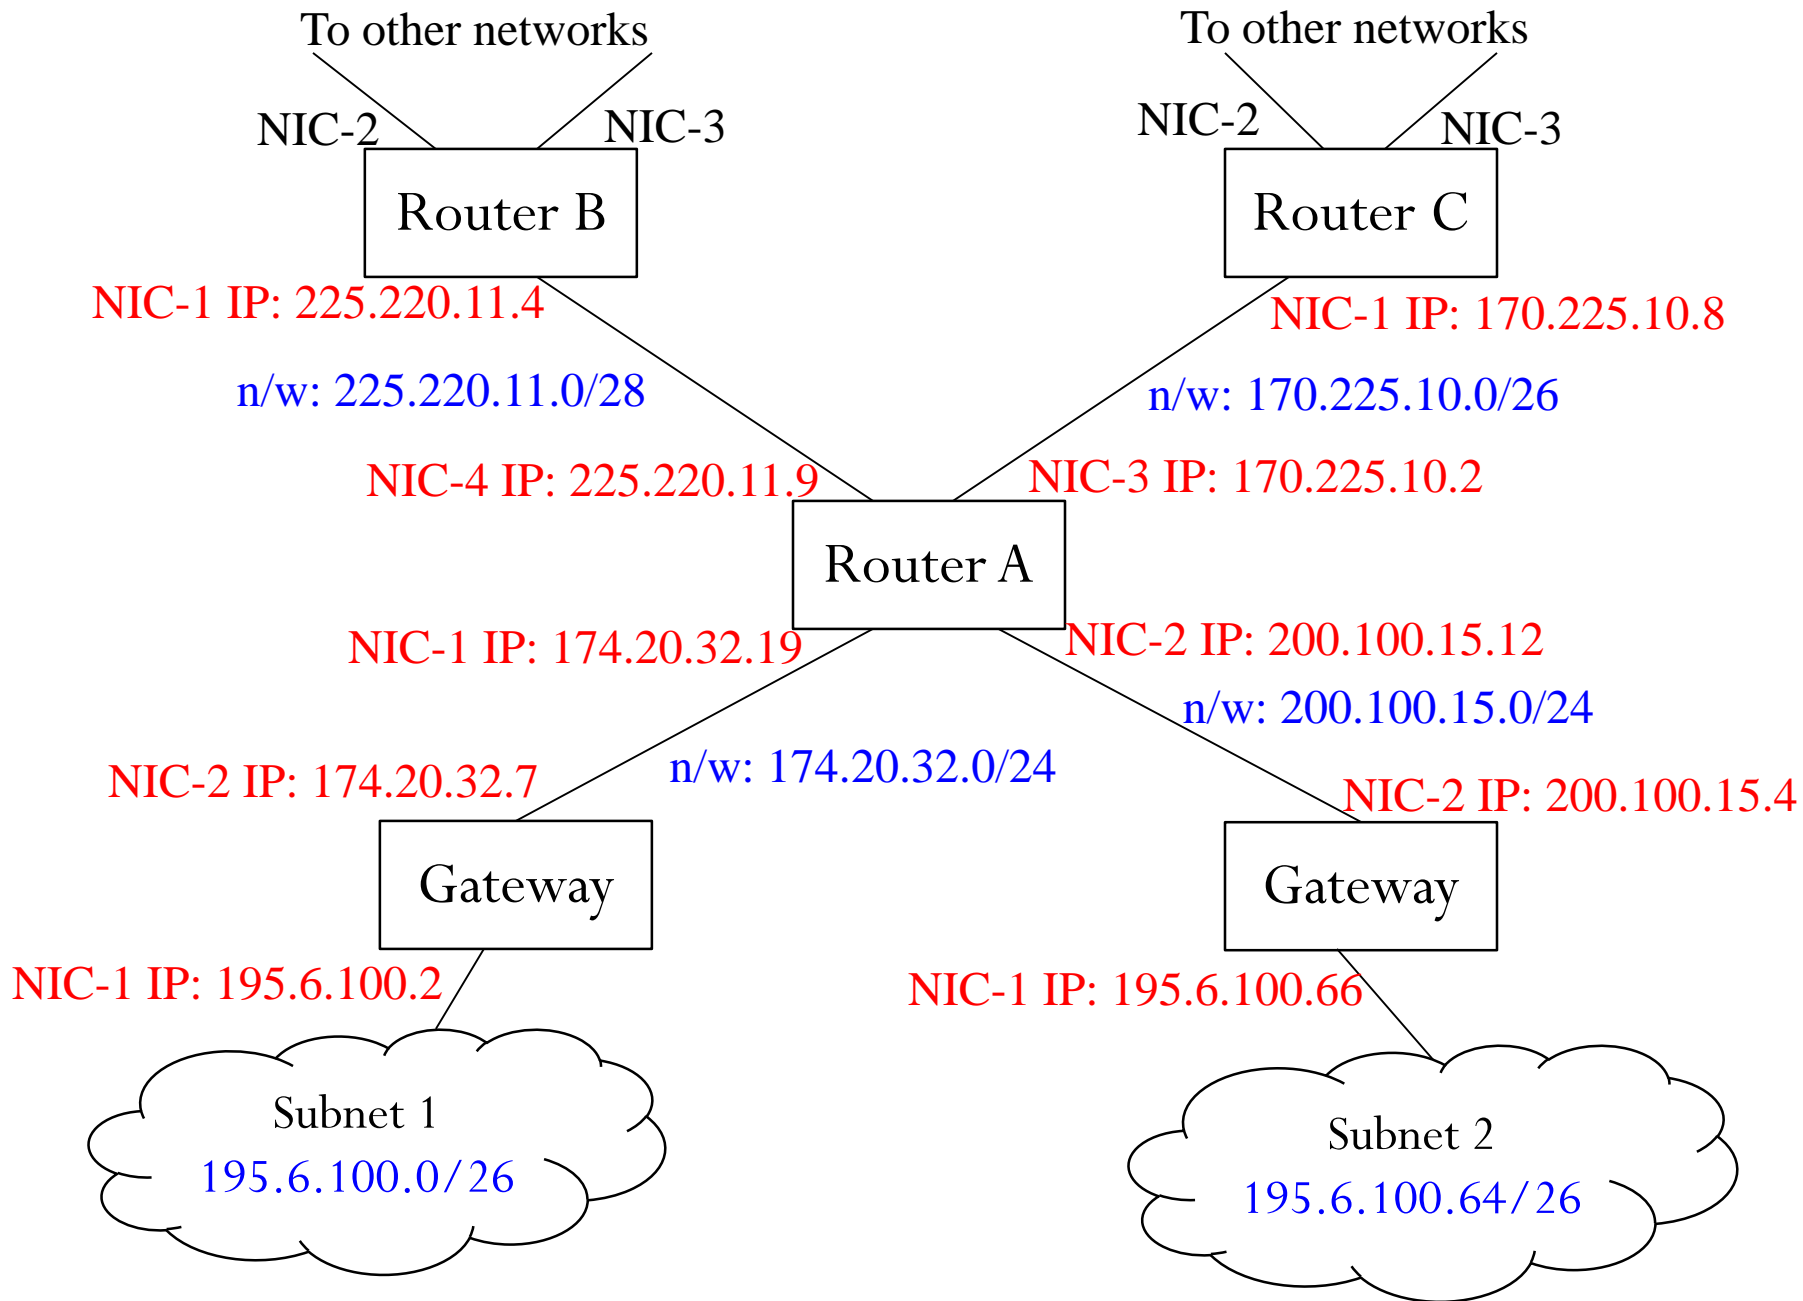 To other networks
To other networks
NIC-2
NIC-3
NIC-2
NIC-3
Router B
Router C
NIC-1 IP: 225.220.11.4
NIC-1 IP: 170.225.10.8
n/w: 225.220.11.0/28
n/w: 170.225.10.0/26
NIC-4 IP: 225.220.11.9
NIC-3 IP: 170.225.10.2
Router A
NIC-1 IP: 174.20.32.19
NIC-2 IP: 200.100.15.12
n/w: 200.100.15.0/24
n/w: 174.20.32.0/24
NIC-2 IP: 174.20.32.7
NIC-2 IP: 200.100.15.4
Gateway
Gateway
NIC-1 IP: 195.6.100.2
NIC-1 IP: 195.6.100.66
Subnet 1
195.6.100.0/26
Subnet 2
195.6.100.64/26